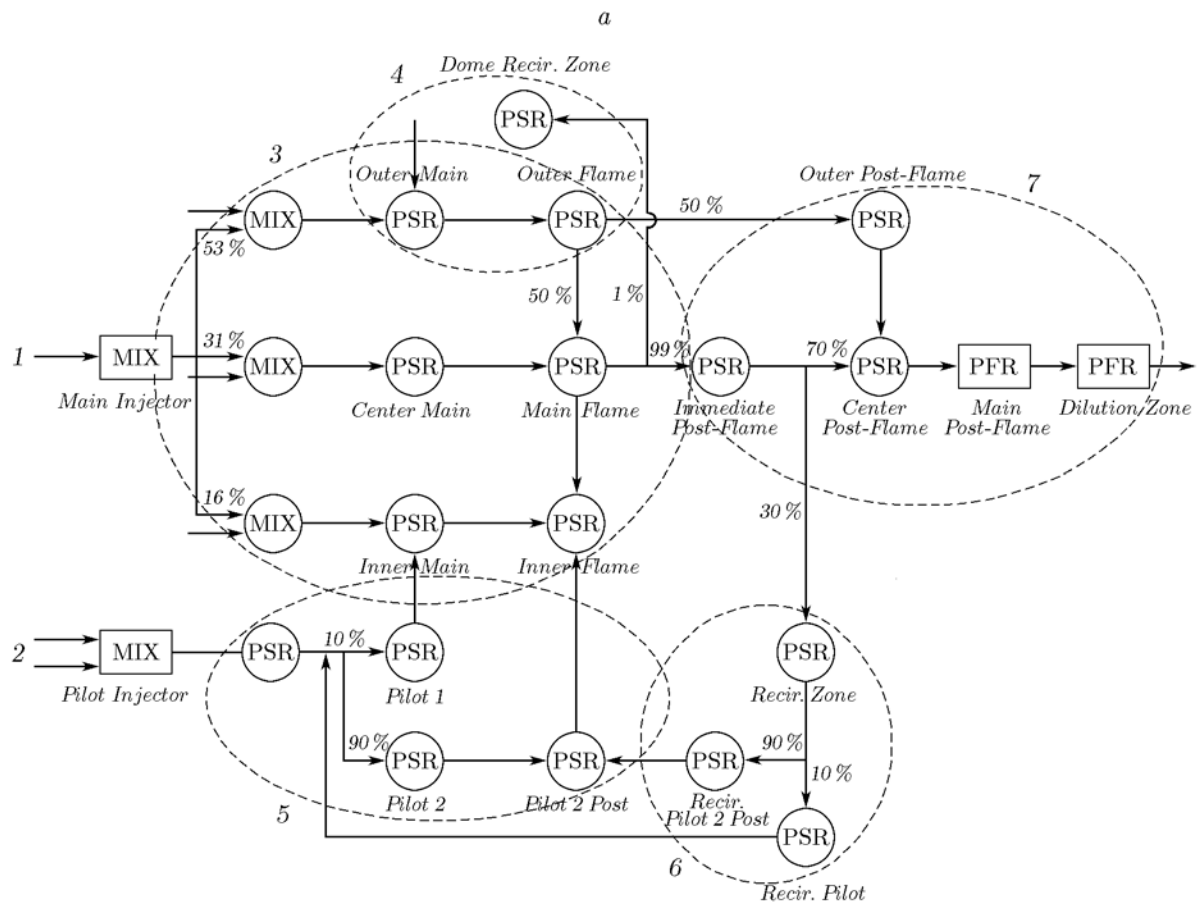 a
Dome Recir. Zone
4
PSR
3
Outer Main
Outer Flame
Outer Post-Flame
7
MIX
PSR
PSR
50 %
PSR
53 %
50 %
1 %
1
MIX
31 %
MIX
PSR
PSR
99 %
PSR
70 %
PSR
PFR
PFR
Main Injector
Center Main
Main Flame
Immediate
Post-Flame
Center
Post-Flame
Main
Post-Flame
Dilution Zone
16 %
MIX
PSR
PSR
30 %
Inner Main
Inner Flame
2
MIX
PSR
10 %
PSR
PSR
Pilot Injector
Pilot 1
Recir. Zone
90 %
PSR
PSR
PSR
90 %
10 %
5
Pilot 2
Pilot 2 Post
Recir.
Pilot 2 Post
PSR
6
Recir. Pilot